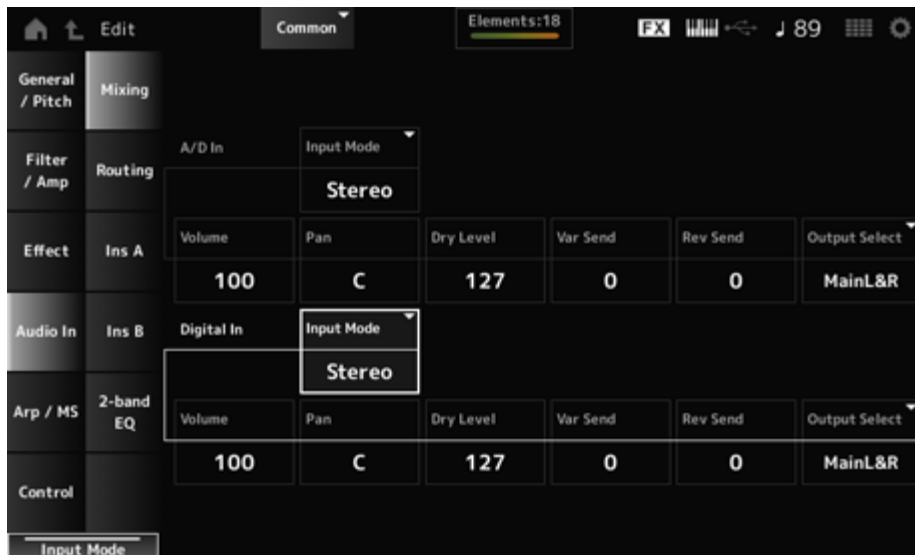 Edit
Common
Elements:18
FX
89
General
/ Pitch
Mixing
Filter
/ Amp
Routing
A/D In
Input Mode
Stereo
Effect
Ins A
Volume
Pan
Dry Level
Var Send
Rev Send
Output Select
100
C
127
0
0
MainL&R
Audio In
Ins B
Digital In
Input Mode
Stereo
Arp / MS
2-band
EQ
Volume
Pan
Dry Level
Var Send
Rev Send
Output Select
100
C
127
0
0
MainL&R
Control
Input Mode